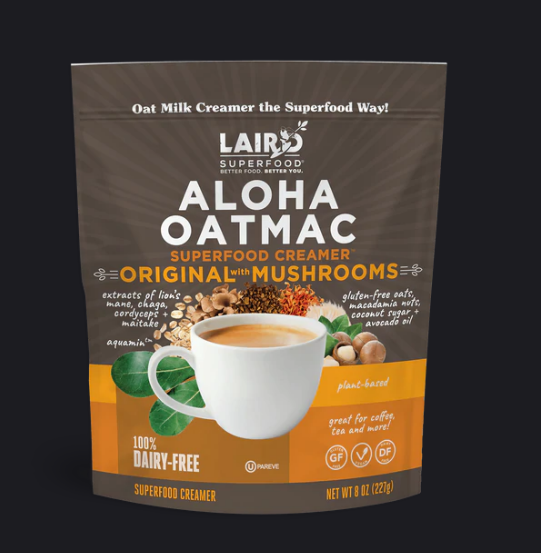 Oat Milk Creamer the Superfood Way!
LAIRD
SUPERFOOD®
BETTER FOOD. BETTER YOU.
ALOHA
OATMAC
SUPERFOOD CREAMER
ORIGINAL with MUSHROOMS
extracts of lion's
mane, chaga,
cordyceps +
maitake
aquamin™
gluten-free oats,
macadamia nuts,
coconut sugar +
avocado oil
plant-based
great for coffee,
tea and more!
GF
V
DF
100%
DAIRY-FREE
U PAREVE
SUPERFOOD CREAMER
NET WT 8 OZ (227g)